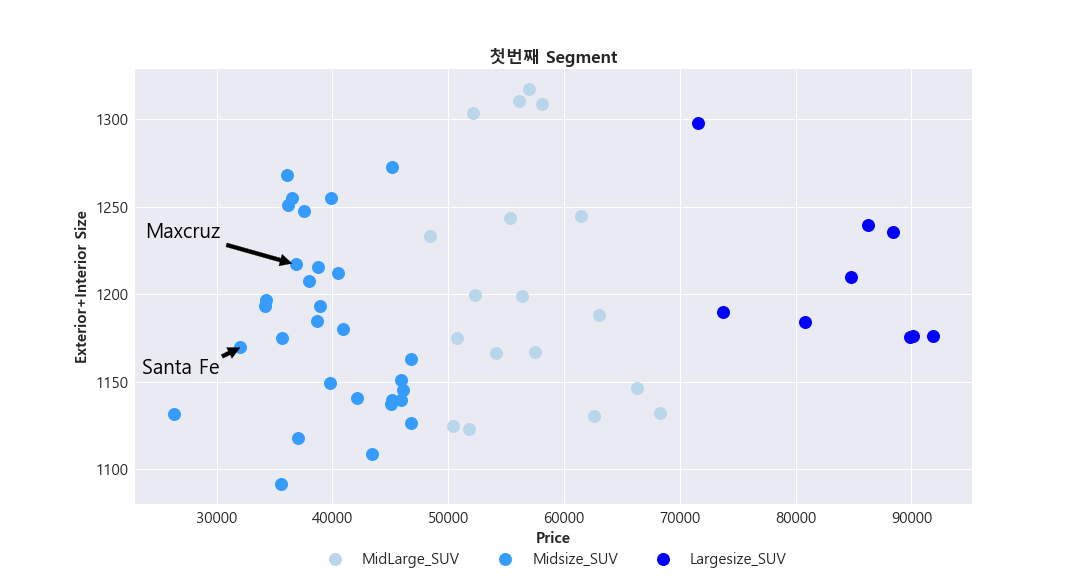 첫번째 Segment
1300
1250
1200
1150
1100
Exterior+Interior Size
Maxcruz
Santa Fe
30000 40000 50000 60000 70000 80000 90000
Price
MidLarge_SUV Midsize_SUV Largesize_SUV